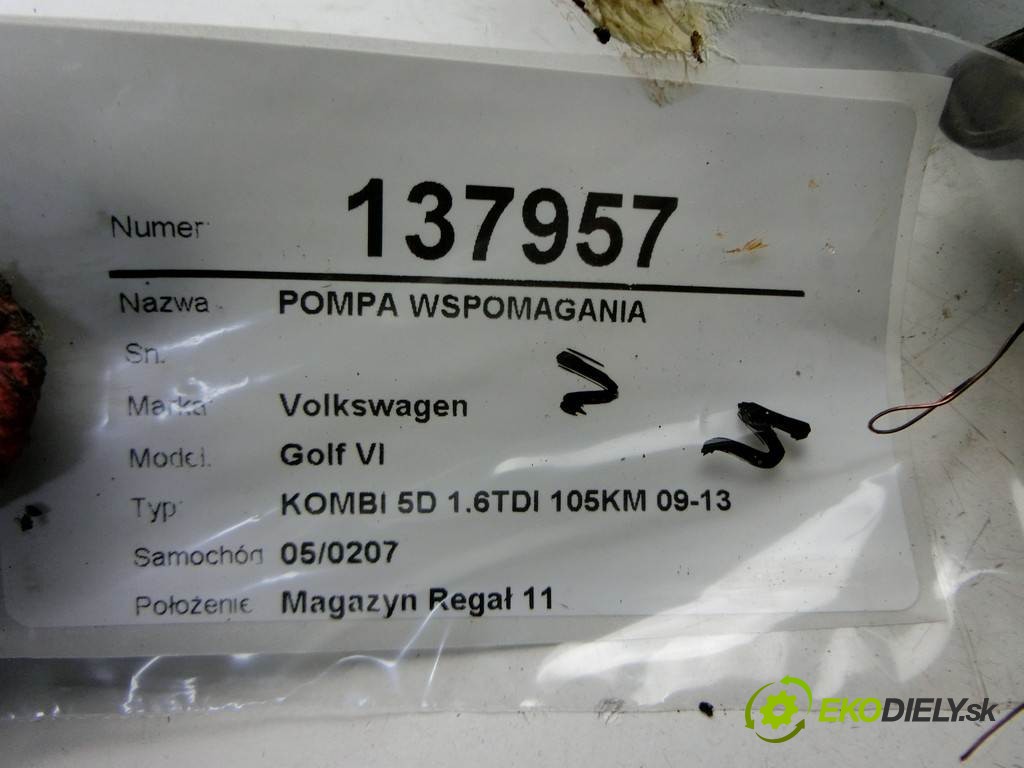 Numer 137957
Nazwa POMPA WSPOMAGANIA
Sn.
Marka Volkswagen
Model. Golf VI
Typ KOMBI 5D 1.6TDI 105KM 09-13
Samochód 05/0207
Położenie Magazyn Regał 11
EKODIELY.sk